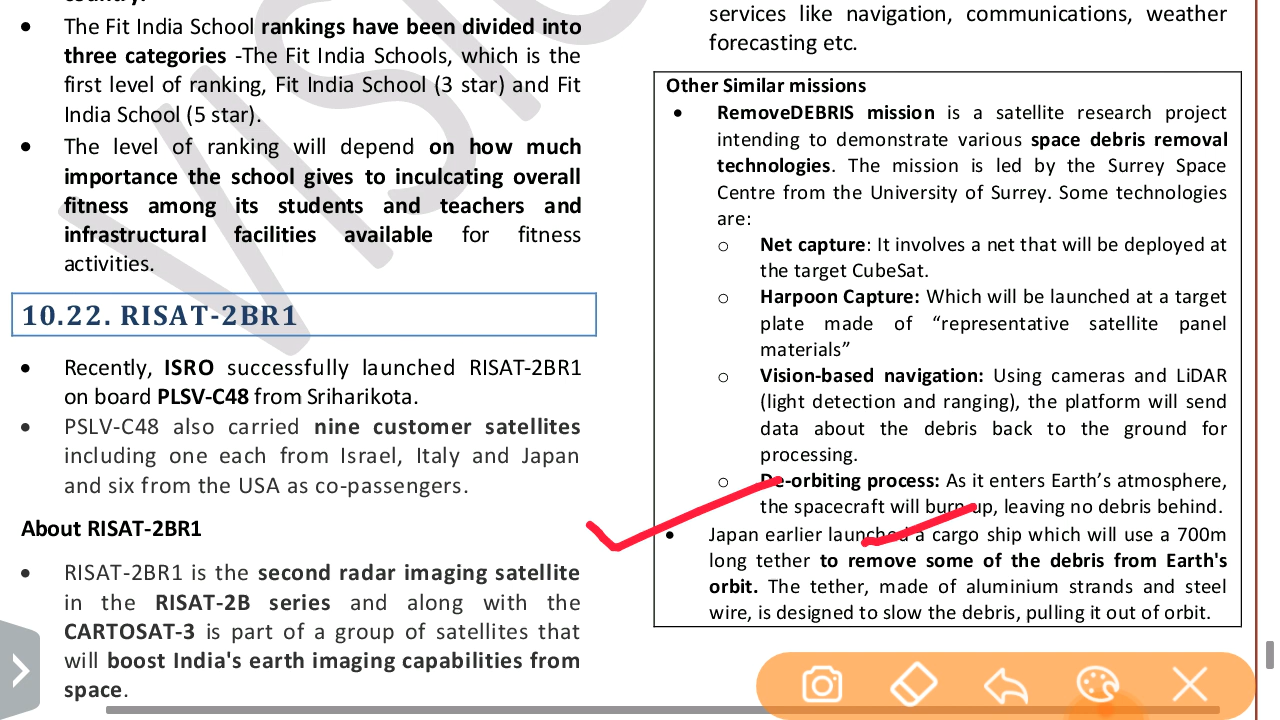 country.
The Fit India School rankings have been divided into
three categories -The Fit India Schools, which is the
first level of ranking, Fit India School (3 star) and Fit
India School (5 star).
The level of ranking will depend on how much
importance the school gives to inculcating overall
fitness among its students and teachers and
infrastructural facilities available for fitness
activities.
10.22. RISAT-2BR1
Recently, ISRO successfully launched RISAT-2BR1
on board PLSV-C48 from Sriharikota.
PSLV-C48 also carried nine customer satellites
including one each from Israel, Italy and Japan
and six from the USA as co-passengers.
About RISAT-2BR1
RISAT-2BR1 is the second radar imaging satellite
in the RISAT-2B series and along with the
CARTOSAT-3 is part of a group of satellites that
will boost India's earth imaging capabilities from
space.
services like navigation, communications, weather
forecasting etc.
Other Similar missions
RemoveDEBRIS mission is a satellite research project
intending to demonstrate various space debris removal
technologies. The mission is led by the Surrey Space
Centre from the University of Surrey. Some technologies
are:
Net capture: It involves a net that will be deployed at
the target CubeSat.
Harpoon Capture: Which will be launched at a target
plate made of “representative satellite panel
materials”
Vision-based navigation: Using cameras and LiDAR
(light detection and ranging), the platform will send
data about the debris back to the ground for
processing.
De-orbiting process: As it enters Earth’s atmosphere,
the spacecraft will burn up, leaving no debris behind.
Japan earlier launched a cargo ship which will use a 700m
long tether to remove some of the debris from Earth's
orbit. The tether, made of aluminium strands and steel
wire, is designed to slow the debris, pulling it out of orbit.